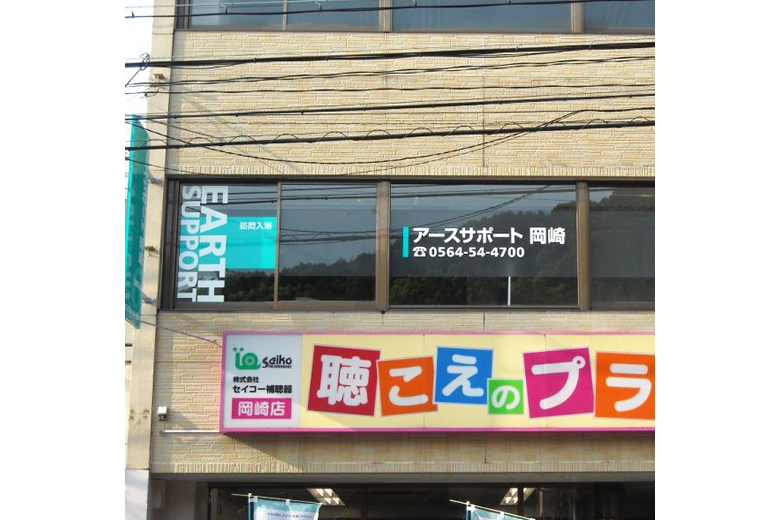 EARTH
SUPPORT
訪問入浴
アースサポート 岡崎
☎0564-54-4700
Seiko
株式会社
セイコー補聴器
岡崎店
聴こえのプラ